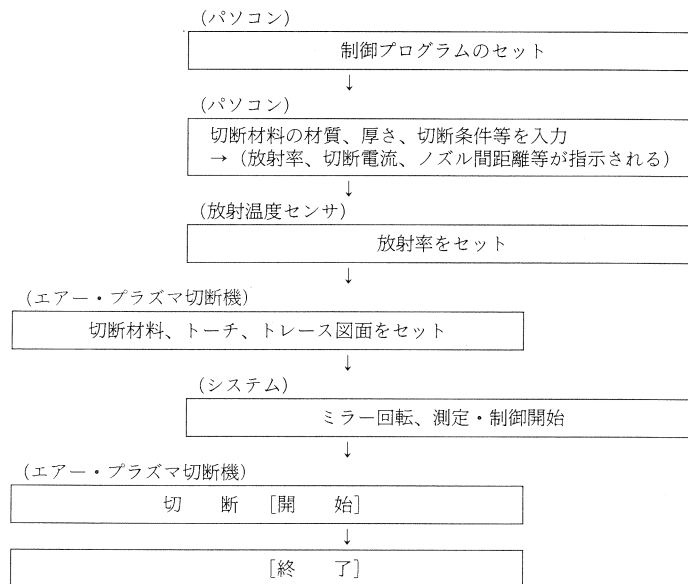 (パソコン)
制御プログラムのセット
↓
(パソコン)
切断材料の材質、厚さ、切断条件等を入力
→(放射率、切断電流、ノズル間距離等が指示される)
↓
(放射温度センサ)
放射率をセット
↓
(エアー・プラズマ切断機)
切断材料、トーチ、トレース図面をセット
↓
(システム)
ミラー回転、測定・制御開始
↓
(エアー・プラズマ切断機)
切 断 [開 始]
↓
[終 了]